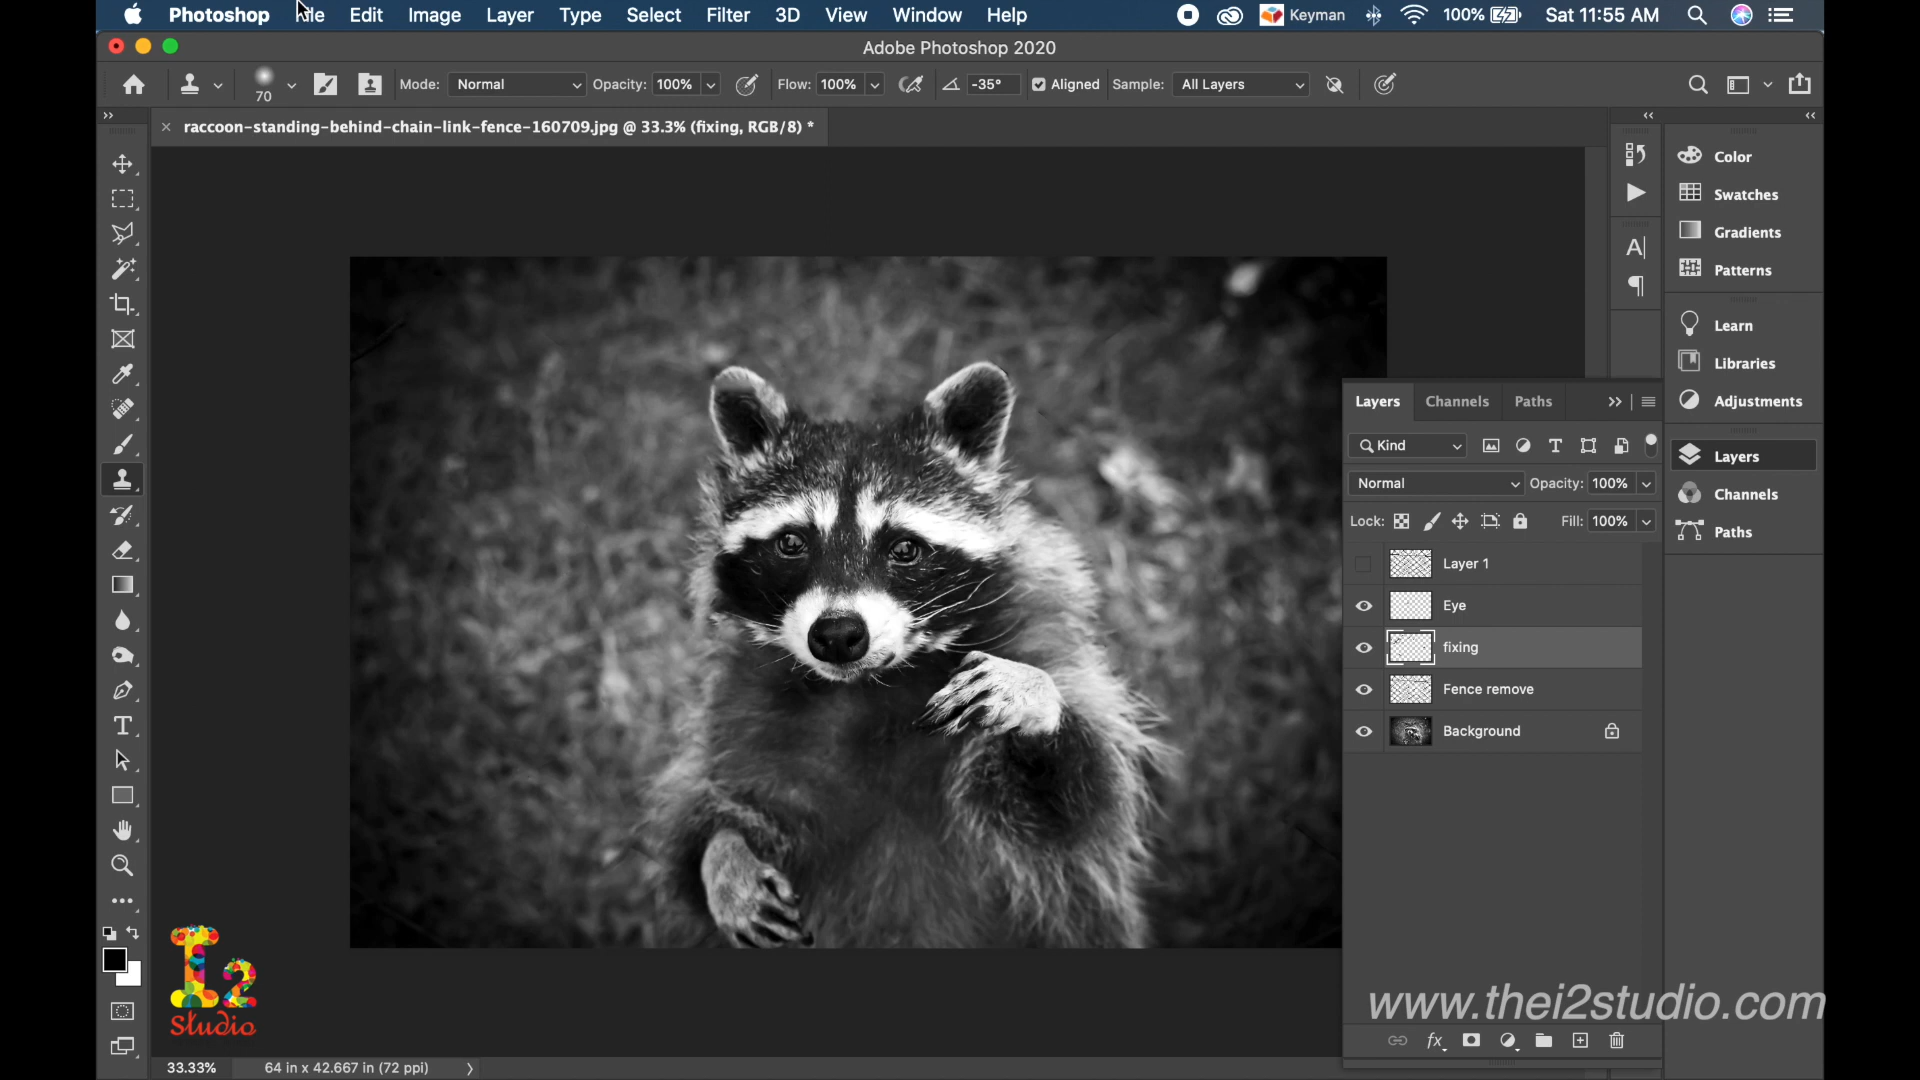 Photoshop File Edit Image Layer Type Select Filter 3D View Window Help Keyman 100% Sat 11:55 AM
Adobe Photoshop 2020
70 Mode: Normal Opacity: 100% Flow: 100% -35° Aligned Sample: All Layers
raccoon-standing-behind-chain-link-fence-160709.jpg @ 33.3% (fixing, RGB/8) *
Color
Swatches
Gradients
Patterns
Learn
Libraries
Adjustments
Layers
Channels
Paths
Layers Channels Paths
Kind
Normal Opacity: 100%
Lock: Fill: 100%
Layer 1
Eye
fixing
Fence remove
Background
I2
Studio
www.thei2studio.com
33.33% 64 in x 42.667 in (72 ppi)